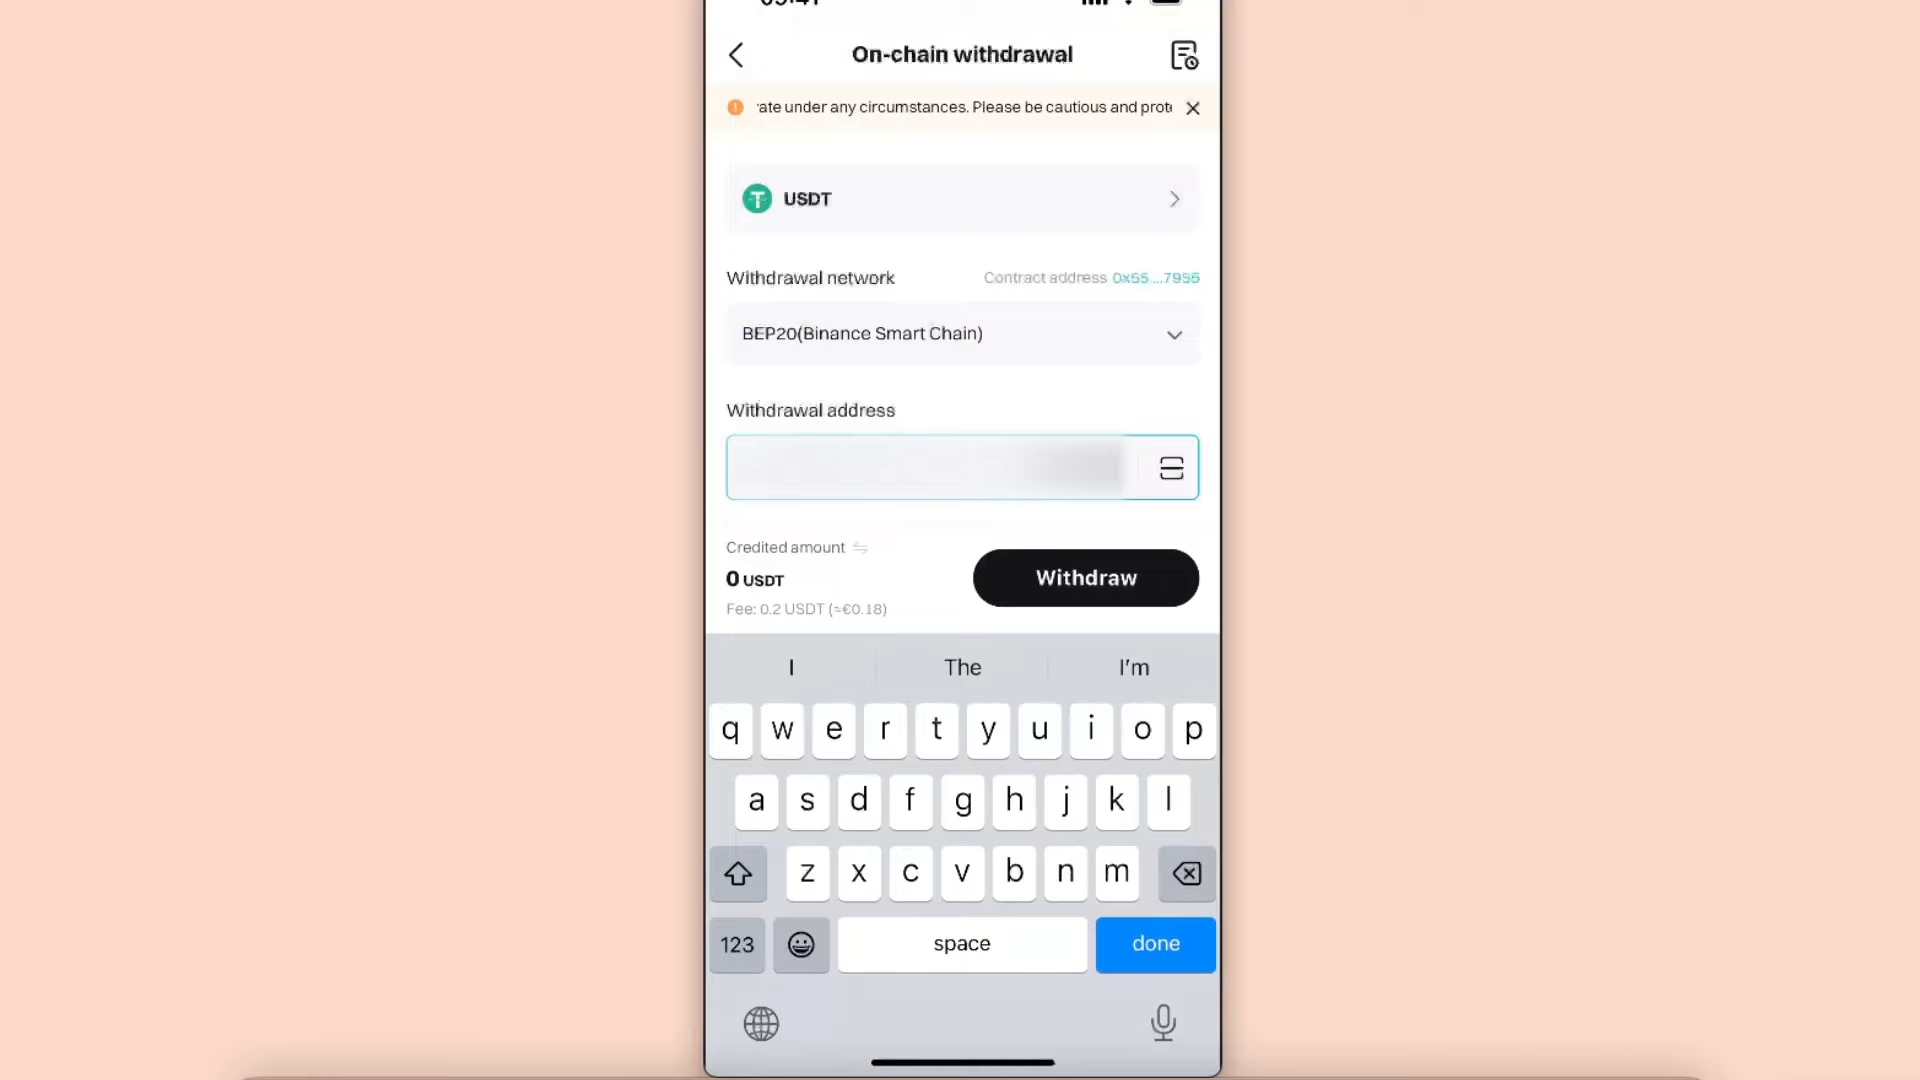 On-chain withdrawal
ate under any circumstances. Please be cautious and prot
USDT
Withdrawal network
Contract address 0x55...7955
BEP20(Binance Smart Chain)
Withdrawal address
Credited amount
0 USDT
Withdraw
Fee: 0.2 USDT (≈€0.18)
I The I'm
q w e r t y u i o p
a s d f g h j k l
z x c v b n m
123 space done